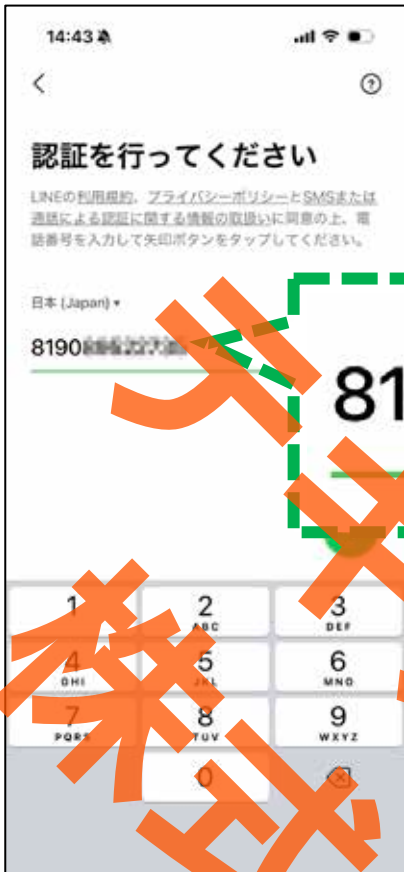 14:43
認証を行ってください
LINEの利用規約、プライバシーポリシーとSMSまたは
通話による認証に関する情報の取扱いに同意の上、電
話番号を入力して矢印ボタンをタップしてください。
日本 (Japan)
8190
81
1
2
ABC
3
DEF
4
GHI
5
JKL
6
MNO
7
PQRS
8
TUV
9
WXYZ
0
株式